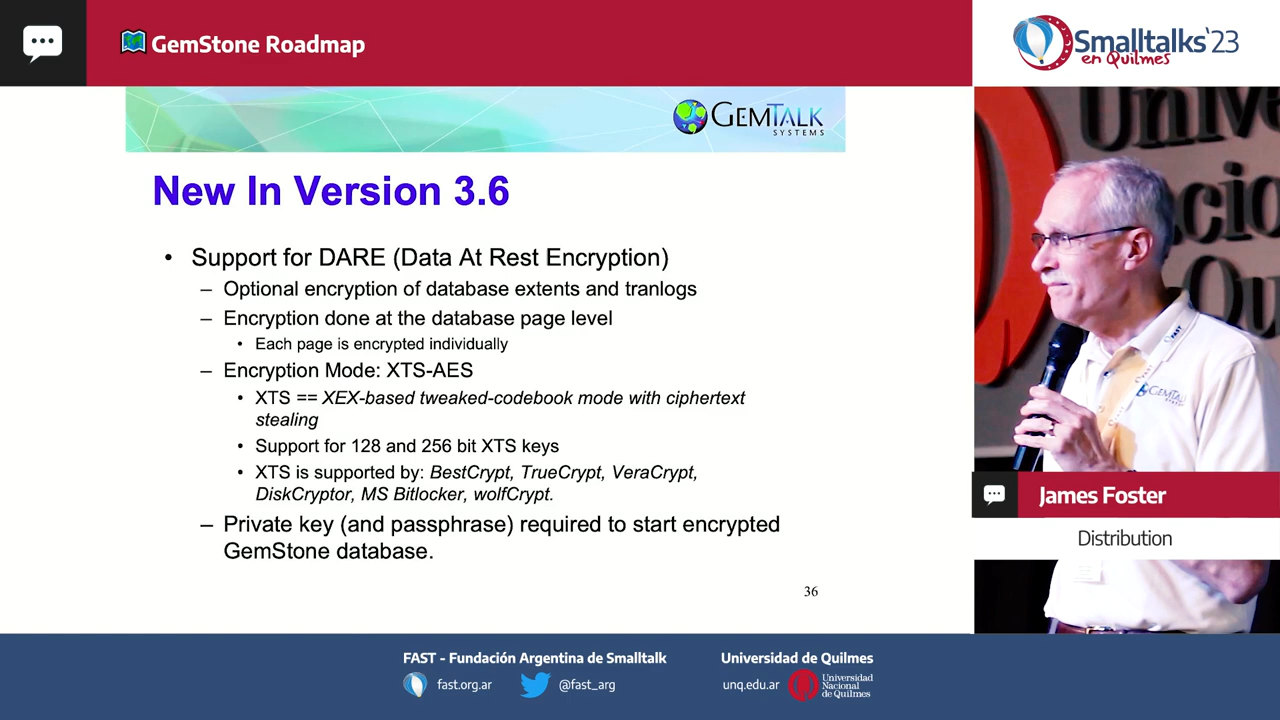 GemStone Roadmap
Smalltalks'23
en Quilmes
GEMTALK
SYSTEMS
New In Version 3.6
• Support for DARE (Data At Rest Encryption)
– Optional encryption of database extents and tranlogs
– Encryption done at the database page level
• Each page is encrypted individually
– Encryption Mode: XTS-AES
• XTS == XEX-based tweaked-codebook mode with ciphertext
stealing
• Support for 128 and 256 bit XTS keys
• XTS is supported by: BestCrypt, TrueCrypt, VeraCrypt,
DiskCryptor, MS Bitlocker, wolfCrypt.
– Private key (and passphrase) required to start encrypted
GemStone database.
36
FAST
GEMTALK
James Foster
Distribution
FAST - Fundación Argentina de Smalltalk
fast.org.ar
@fast_arg
Universidad de Quilmes
unq.edu.ar
Universidad
Nacional
de Quilmes